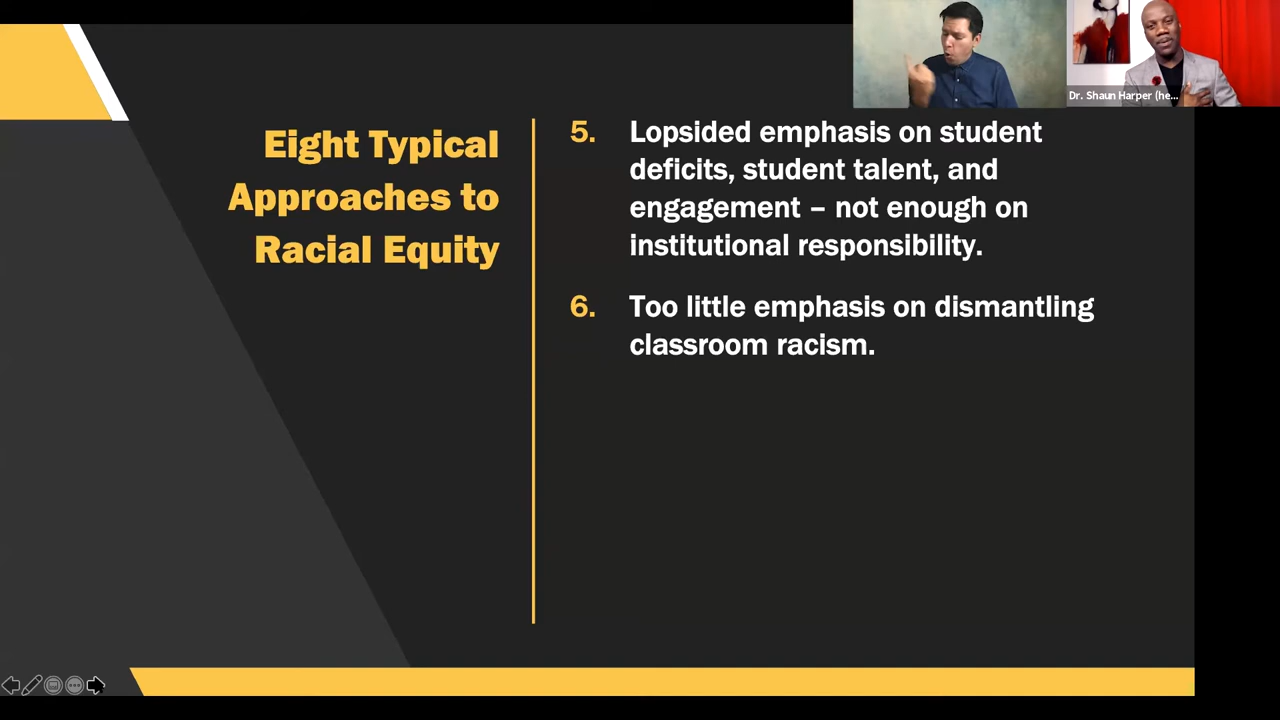 Dr. Shaun Harper (he...
Eight Typical
Approaches to
Racial Equity
5. Lopsided emphasis on student
deficits, student talent, and
engagement – not enough on
institutional responsibility.
6. Too little emphasis on dismantling
classroom racism.